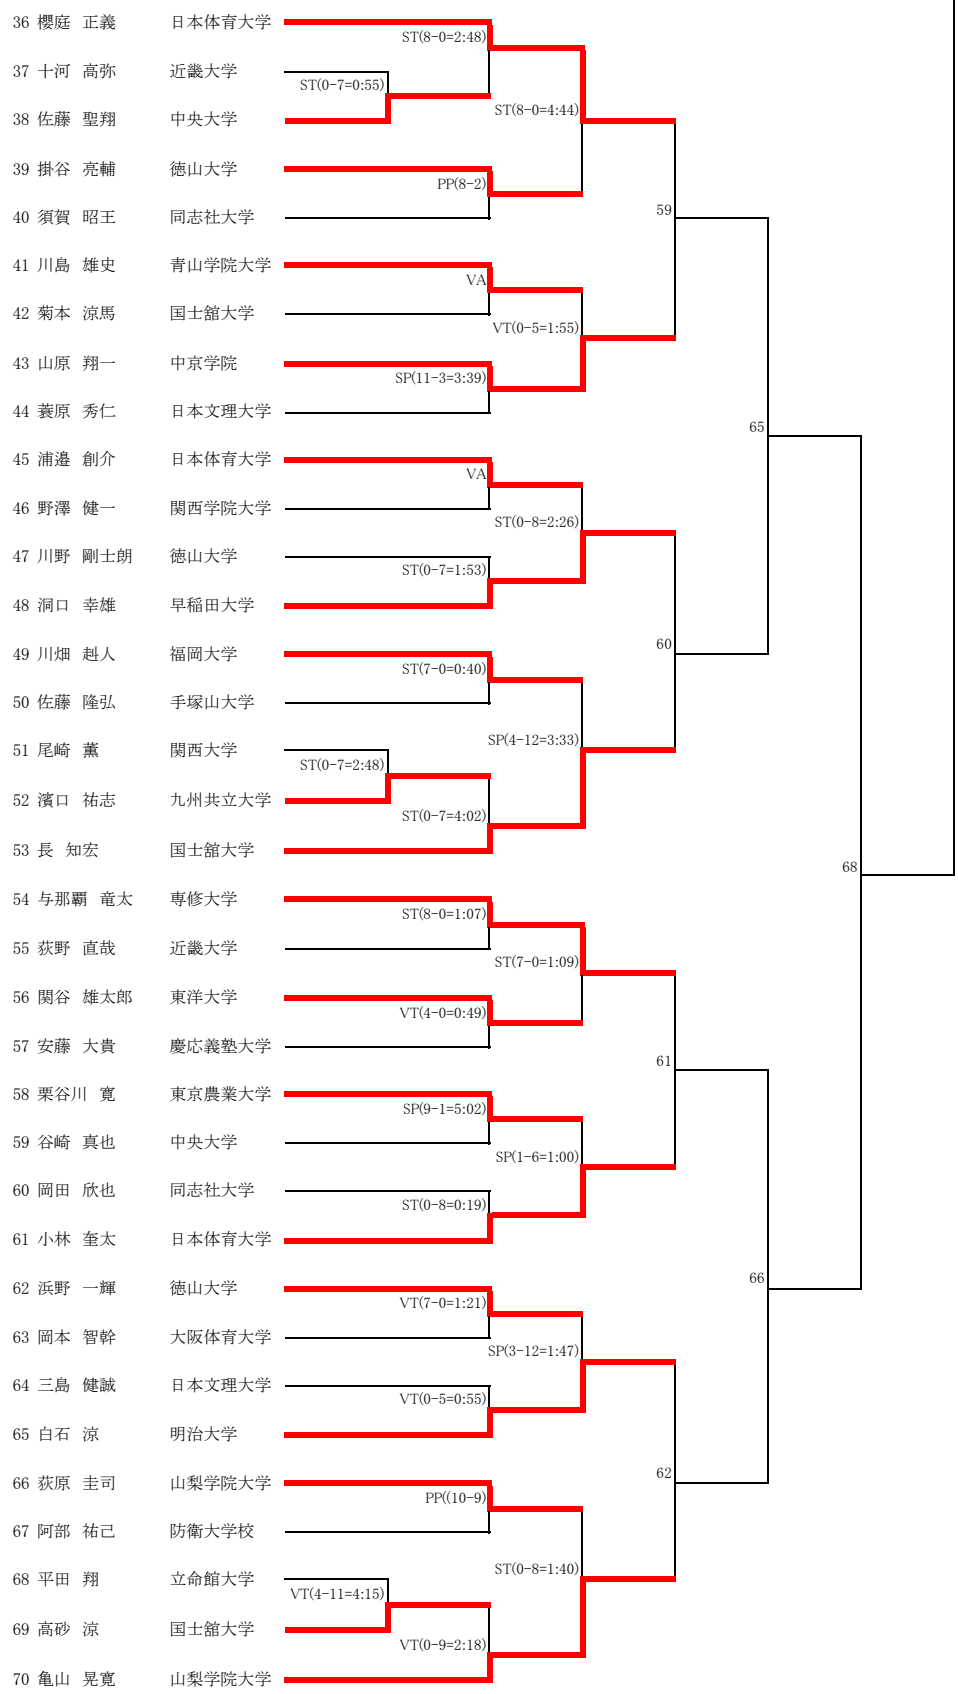 36 櫻庭 正義 日本体育大学
ST(8-0=2:48)
37 十河 高弥 近畿大学
ST(0-7=0:55)
ST(8-0=4:44)
38 佐藤 聖翔 中央大学
39 掛谷 亮輔 徳山大学
PP(8-2)
59
40 須賀 昭王 同志社大学
41 川島 雄史 青山学院大学
VA
42 菊本 涼馬 国士舘大学
VT(0-5=1:55)
43 山原 翔一 中京学院
SP(11-3=3:39)
44 蓑原 秀仁 日本文理大学
65
45 浦邉 創介 日本体育大学
VA
46 野澤 健一 関西学院大学
ST(0-8=2:26)
47 川野 剛士朗 徳山大学
ST(0-7=1:53)
48 洞口 幸雄 早稲田大学
60
49 川畑 赳人 福岡大学
ST(7-0=0:40)
50 佐藤 隆弘 手塚山大学
SP(4-12=3:33)
51 尾崎 薫 関西大学
ST(0-7=2:48)
52 濱口 祐志 九州共立大学
ST(0-7=4:02)
53 長 知宏 国士舘大学
68
54 与那覇 竜太 専修大学
ST(8-0=1:07)
55 荻野 直哉 近畿大学
ST(7-0=1:09)
56 関谷 雄太郎 東洋大学
VT(4-0=0:49)
57 安藤 大貴 慶応義塾大学
61
58 栗谷川 寛 東京農業大学
SP(9-1=5:02)
59 谷崎 真也 中央大学
SP(1-6=1:00)
60 岡田 欣也 同志社大学
ST(0-8=0:19)
61 小林 奎太 日本体育大学
66
62 浜野 一輝 徳山大学
VT(7-0=1:21)
63 岡本 智幹 大阪体育大学
SP(3-12=1:47)
64 三島 健誠 日本文理大学
VT(0-5=0:55)
65 白石 涼 明治大学
62
66 荻原 圭司 山梨学院大学
PP((10-9)
67 阿部 祐己 防衛大学校
ST(0-8=1:40)
68 平田 翔 立命館大学
VT(4-11=4:15)
69 高砂 涼 国士舘大学
VT(0-9=2:18)
70 亀山 晃寛 山梨学院大学